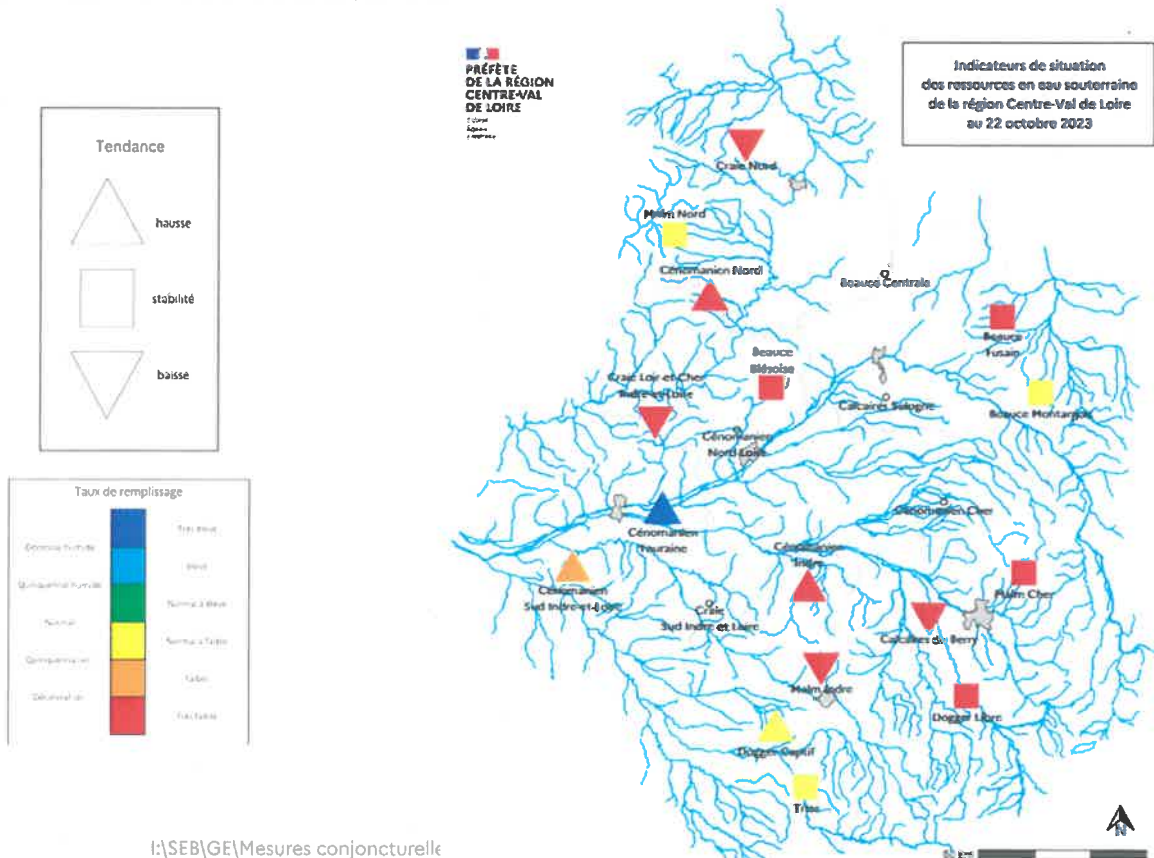 PRÉFÈTE
DE LA RÉGION
CENTRE-VAL
DE LOIRE
Indicateurs de situation
des ressources en eau souterraine
de la région Centre-Val de Loire
au 22 octobre 2023
Tendance
hausse
stabilité
baisse
Taux de remplissage
Craie Nord
Malm Nord
Cénomanien Nord
Beauce Centrale
Beauce
Fusain
Beauce
Blésoise
Craie Loir-et-Cher
Indre-et-Loire
Calcaires Sologne
Beauce Montargois
Cénomanien
Nord Loire
Cénomanien Cher
Cénomanien
Touraine
Cénomanien
Indre
Malm Cher
Cénomanien
Sud Indre-et-Loire
Craie
Sud Indre et Loire
Calcaires du Berry
Malm Indre
Dogger Libre
Dogger Captif
Trias
N
I:\SEB\GE\Mesures conjoncturelle